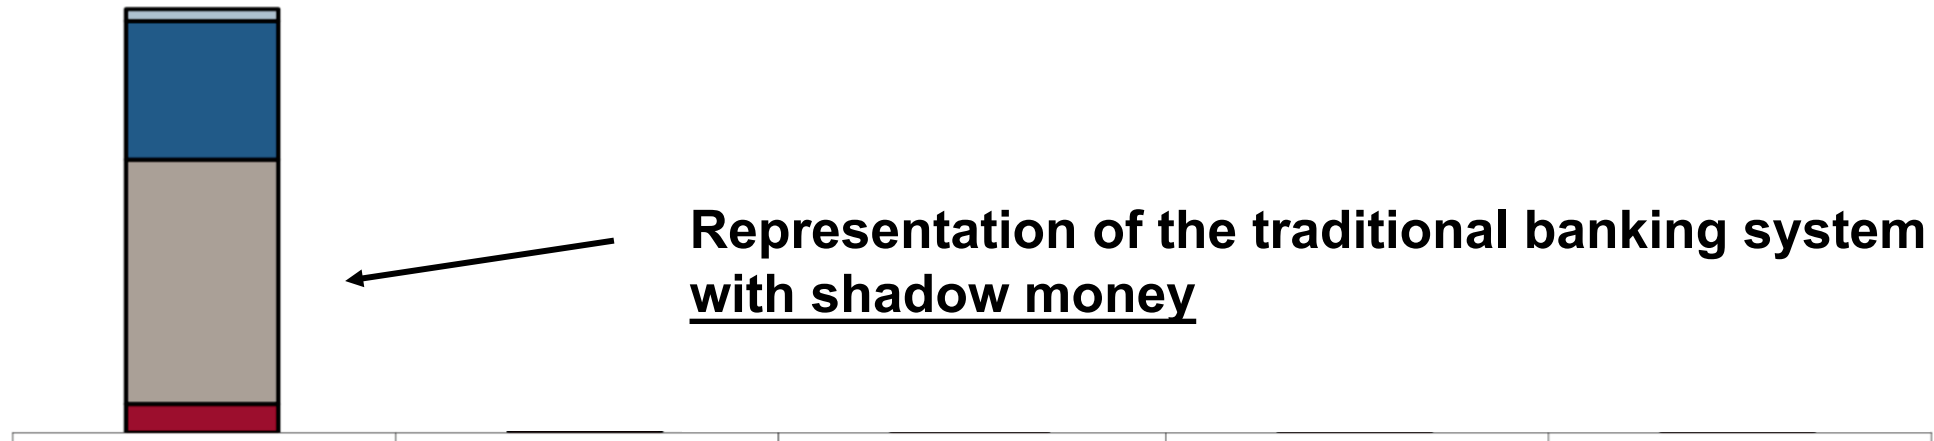 Representation of the traditional banking system
with shadow money